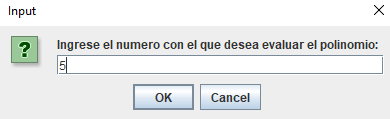 Input
Ingrese el numero con el que desea evaluar el polinomio:
5
OK Cancel